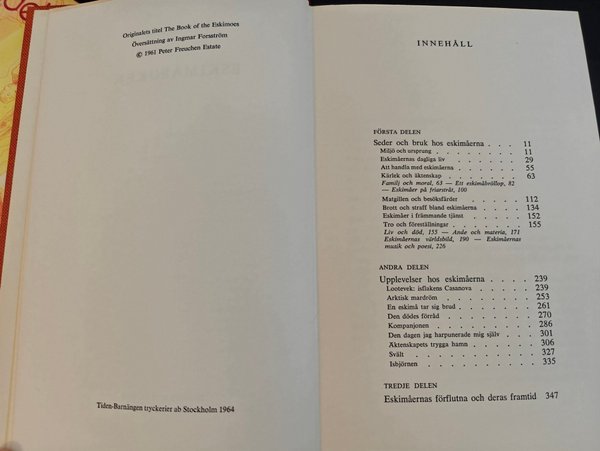 Originalets titel The Book of the Eskimoes
Översättning av Ingmar Forsström
© 1961 Peter Freuchen Estate
Tiden-Barnängen tryckerier ab Stockholm 1964
INNEHÅLL
FÖRSTA DELEN
Seder och bruk hos eskimåerna . . . 11
Miljö och ursprung . . . . . . . . 11
Eskimåernas dagliga liv . . . . . . . 29
Att handla med eskimåerna . . . . . 55
Kärlek och äktenskap . . . . . . . 63
Familj och moral, 63 — Ett eskimåbröllop, 82
— Eskimåer på friarstråt, 100
Matgillen och besöksfärder . . . . . 112
Brott och straff bland eskimåerna . . . . 134
Eskimåer i främmande tjänst . . . . . 152
Tro och föreställningar . . . . . . . 155
Liv och död, 155 — Ande och materia, 171
Eskimåernas världsbild, 190 — Eskimåernas
musik och poesi, 226
ANDRA DELEN
Upplevelser hos eskimåerna . . . . 239
Lootevek: isflakens Casanova . . . . . 239
Arktisk mardröm . . . . . . . . 253
En eskimå tar sig brud . . . . . . . 261
Den dödes förråd . . . . . . . . 270
Kompanjonen . . . . . . . . . 286
Den dagen jag harpunerade mig själv . . . 301
Äktenskapets trygga hamn . . . . . . 306
Svält . . . . . . . . . . . 327
Isbjörnen . . . . . . . . . . 335
TREDJE DELEN
Eskimåernas förflutna och deras framtid 347